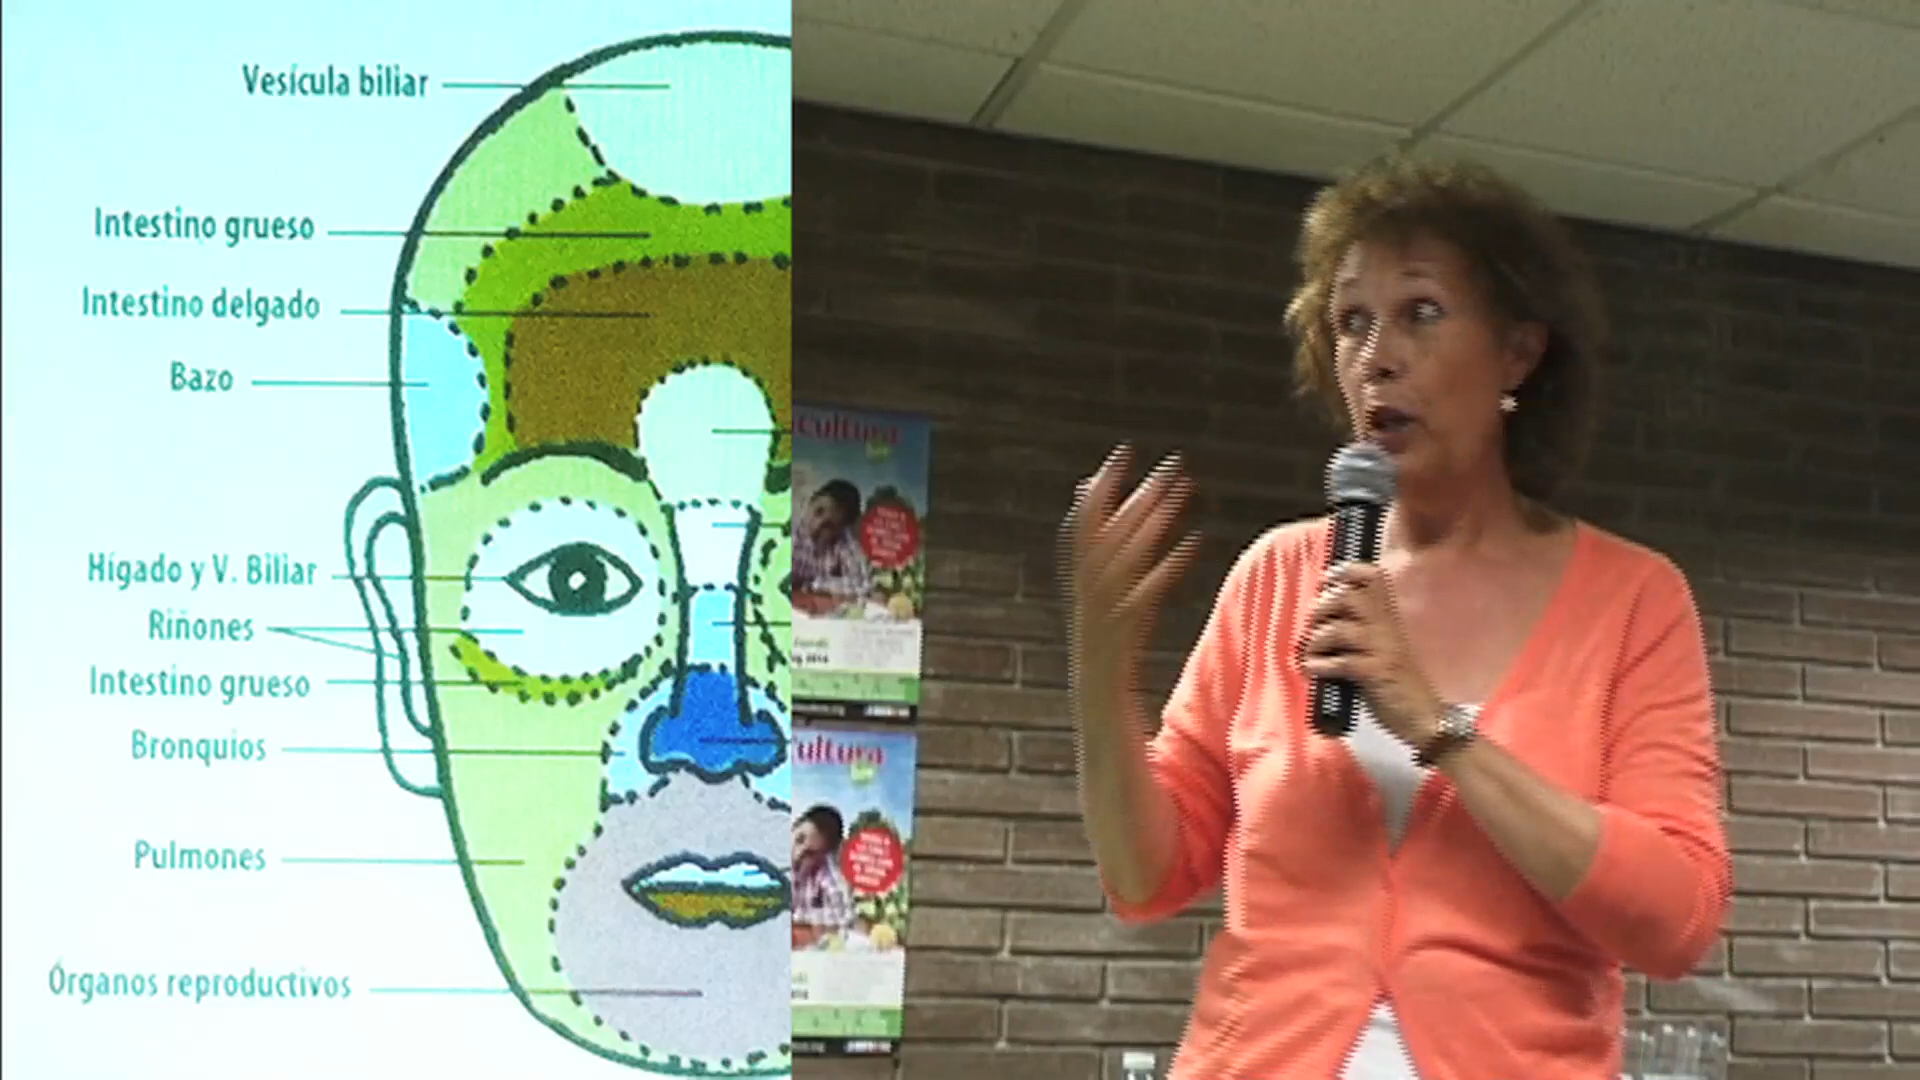 Vesícula biliar
Intestino grueso
Intestino delgado
Bazo
Hígado y V. Biliar
Riñones
Intestino grueso
Bronquios
Pulmones
Órganos reproductivos
cultura
cultura